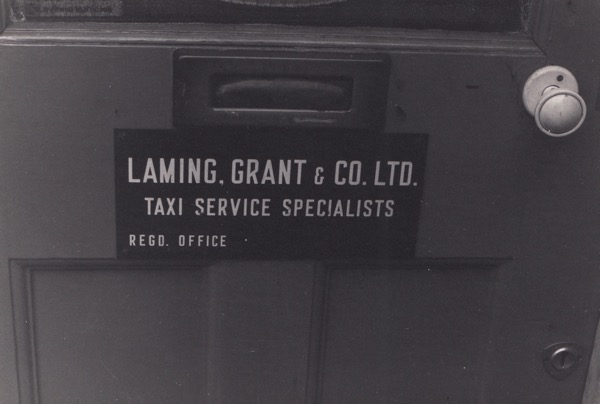 LAMING, GRANT & CO. LTD.
TAXI SERVICE SPECIALISTS
REGD. OFFICE